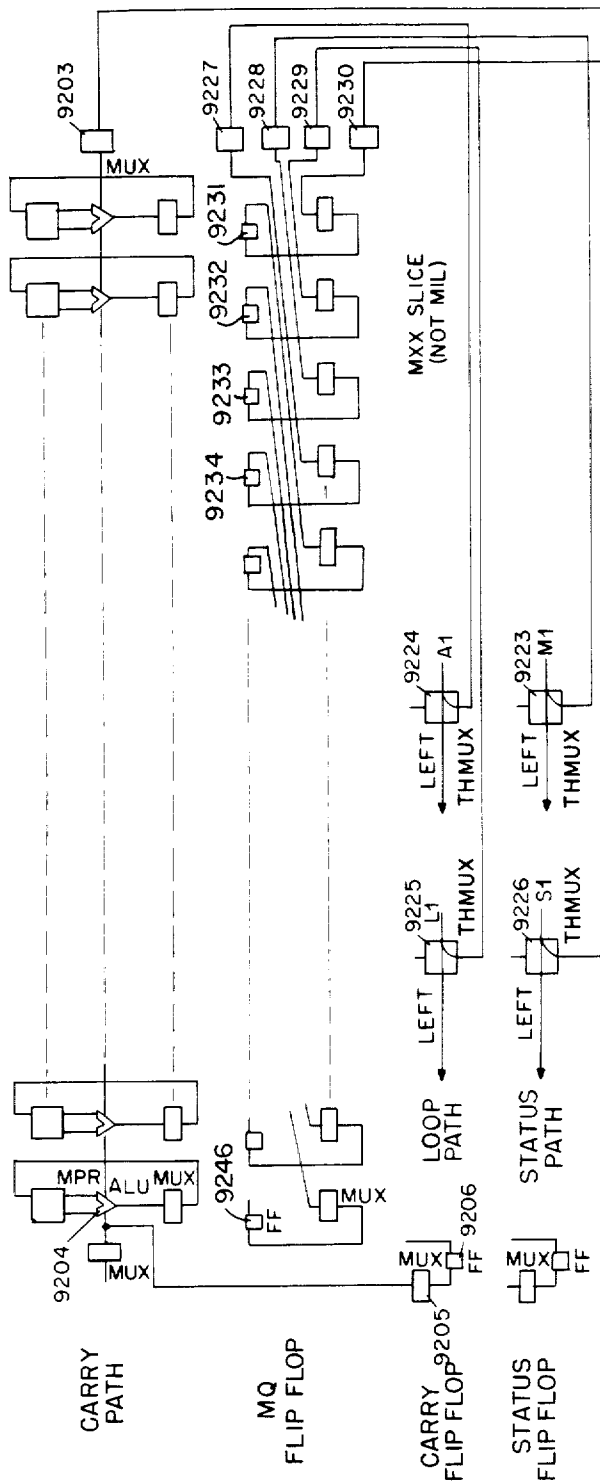 CARRY
PATH
9204
MPR
ALU
MUX
MUX
MUX
9203
MQ
FLIP FLOP
9246
FF
MUX
9234
9233
9232
9231
9227
9228
9229
9230
CARRY
FLIP FLOP
MUX
9205
9206
FF
LOOP
PATH
LEFT
9225
L1
THMUX
LEFT
9224
A1
THMUX
MXX SLICE
(NOT MIL)
STATUS
FLIP FLOP
MUX
FF
STATUS
PATH
LEFT
9226
S1
THMUX
LEFT
9223
M1
THMUX